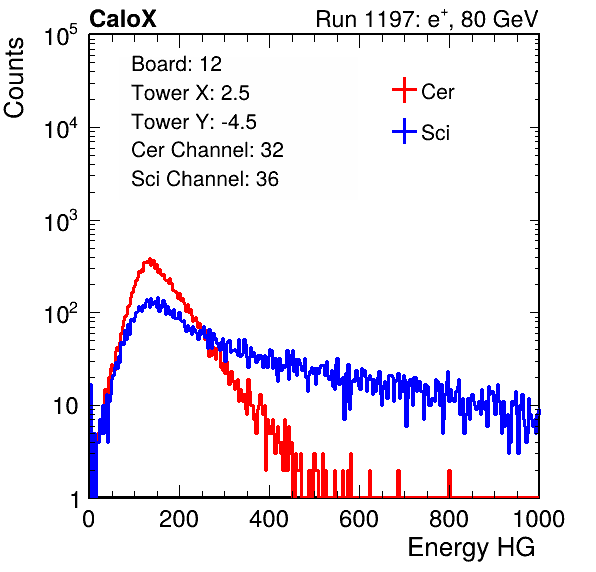 CaloX Run 1197: e⁺, 80 GeV
Counts
Board: 12
Tower X: 2.5
Tower Y: -4.5
Cer Channel: 32
Sci Channel: 36
Cer
Sci
10⁵
10⁴
10³
10²
10
1
0 200 400 600 800 1000
Energy HG